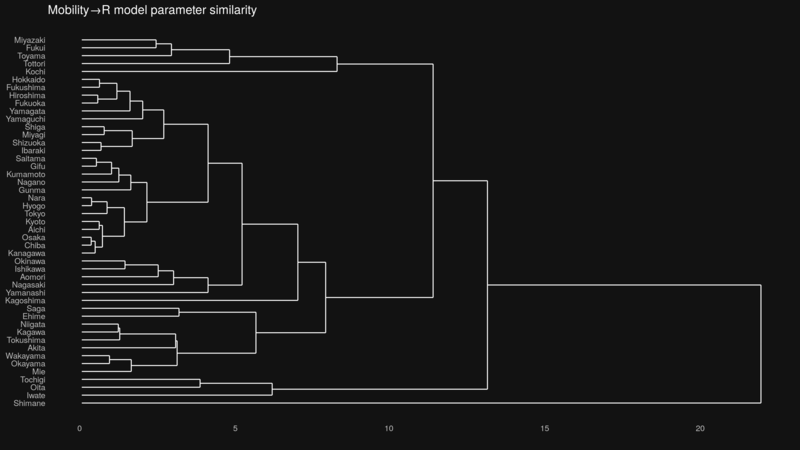 Mobility→R model parameter similarity
Miyazaki
Fukui
Toyama
Tottori
Kochi
Hokkaido
Fukushima
Hiroshima
Fukuoka
Yamagata
Yamaguchi
Shiga
Miyagi
Shizuoka
Ibaraki
Saitama
Gifu
Kumamoto
Nagano
Gunma
Nara
Hyogo
Tokyo
Kyoto
Aichi
Osaka
Chiba
Kanagawa
Okinawa
Ishikawa
Aomori
Nagasaki
Yamanashi
Kagoshima
Saga
Ehime
Niigata
Kagawa
Tokushima
Akita
Wakayama
Okayama
Mie
Tochigi
Oita
Iwate
Shimane
0 5 10 15 20